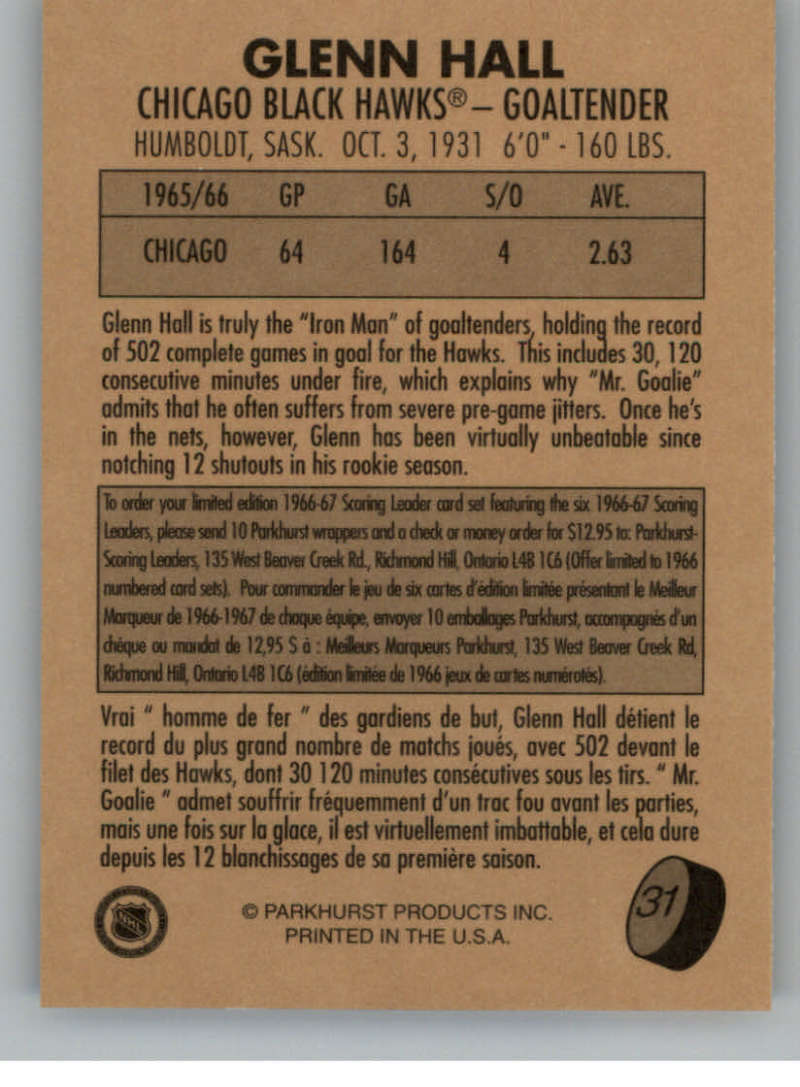 GLENN HALL
CHICAGO BLACK HAWKS® – GOALTENDER
HUMBOLDT, SASK. OCT. 3, 1931 6'0" - 160 LBS.
1965/66 GP GA S/O AVE.
CHICAGO 64 164 4 2.63
Glenn Hall is truly the "Iron Man" of goaltenders, holding the record
of 502 complete games in goal for the Hawks. This includes 30, 120
consecutive minutes under fire, which explains why "Mr. Goalie"
admits that he often suffers from severe pre-game jitters. Once he's
in the nets, however, Glenn has been virtually unbeatable since
notching 12 shutouts in his rookie season.
To order your limited edition 1966-67 Scoring Leader card set featuring the six 1966-67 Scoring
Leaders, please send 10 Parkhurst wrappers and a check or money order for $12.95 to: Parkhurst-
Scoring Leaders, 135 West Beaver Creek Rd., Richmond Hill, Ontario L4B 1C6 (Offer limited to 1966
numbered card sets). Pour commander le jeu de six cartes d'édition limitée présentant le Meilleur
Marqueur de 1966-1967 de chaque équipe, envoyer 10 emballages Parkhurst, accompagnés d'un
chèque ou mandat de 12,95 $ à : Meilleurs Marqueurs Parkhurst, 135 West Beaver Creek Rd,
Richmond Hill, Ontario L4B 1C6 (édition limitée de 1966 jeux de cartes numérotés).
Vrai " homme de fer " des gardiens de but, Glenn Hall détient le
record du plus grand nombre de matchs joués, avec 502 devant le
filet des Hawks, dont 30 120 minutes consécutives sous les tirs. " Mr.
Goalie " admet souffrir fréquemment d'un trac fou avant les parties,
mais une fois sur la glace, il est virtuellement imbattable, et cela dure
depuis les 12 blanchissages de sa première saison.
31
NHL
© PARKHURST PRODUCTS INC.
PRINTED IN THE U.S.A.